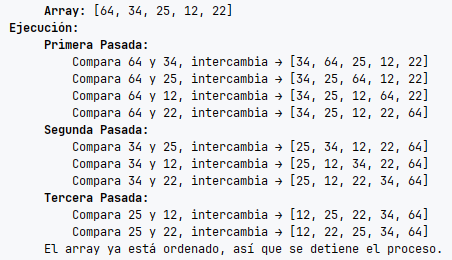 Array: [64, 34, 25, 12, 22]
Ejecución:
Primera Pasada:
Compara 64 y 34, intercambia → [34, 64, 25, 12, 22]
Compara 64 y 25, intercambia → [34, 25, 64, 12, 22]
Compara 64 y 12, intercambia → [34, 25, 12, 64, 22]
Compara 64 y 22, intercambia → [34, 25, 12, 22, 64]
Segunda Pasada:
Compara 34 y 25, intercambia → [25, 34, 12, 22, 64]
Compara 34 y 12, intercambia → [25, 12, 34, 22, 64]
Compara 34 y 22, intercambia → [25, 12, 22, 34, 64]
Tercera Pasada:
Compara 25 y 12, intercambia → [12, 25, 22, 34, 64]
Compara 25 y 22, intercambia → [12, 22, 25, 34, 64]
El array ya está ordenado, así que se detiene el proceso.